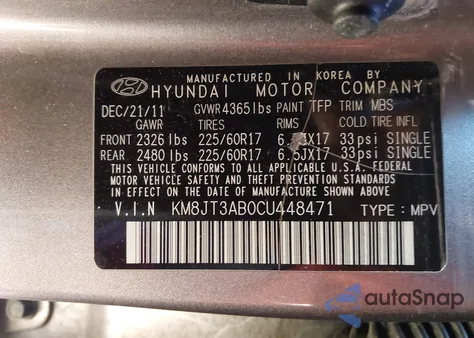 MANUFACTURED IN KOREA BY
HYUNDAI MOTOR COMPANY
DEC/21/11 GVWR 4365lbs PAINT TFP TRIM MBS
GAWR TIRES RIMS COLD TIRE INFL
FRONT 2326 lbs 225/60R17 33psi SINGLE
REAR 2480 lbs 225/60R17 6.5JX17 33psi SINGLE
THIS VEHICLE CONFORMS TO ALL APPLICABLE U.S.A. FEDERAL
MOTOR VEHICLE SAFETY AND THEFT PREVENTION STANDARDS
IN EFFECT ON THE DATE OF MANUFACTURE SHOWN ABOVE
V.I.N KM8JT3AB0CU448471 TYPE: MPV
autoSnap